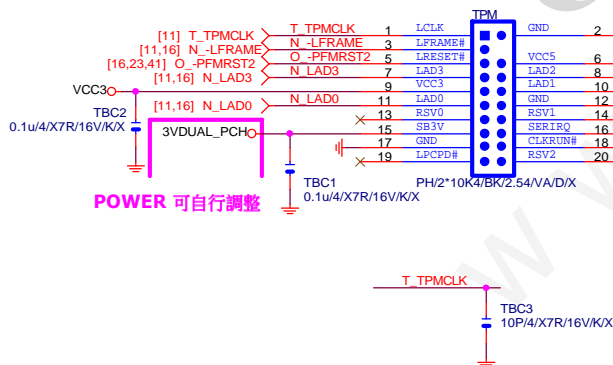 TPM
[11] T_TPMCLK T_TPMCLK 1 LCLK GND 2
[11,16] N_-LFRAME N_-LFRAME 3 LFRAME#
[16,23,41] O_-PFMRST2 O_-PFMRST2 5 LRESET# VCC5 6
[11,16] N_LAD3 N_LAD3 7 LAD3 LAD2 8
VCC3 9 VCC3 LAD1 10
[11,16] N_LAD0 N_LAD0 11 LAD0 GND 12
13 RSV0 RSV1 14
3VDUAL_PCH 15 SB3V SERIRQ 16
17 GND CLKRUN# 18
19 LPCPD# RSV2 20
TBC2
0.1u/4/X7R/16V/K/X
PH/2*10K4/BK/2.54/VA/D/X
TBC1
0.1u/4/X7R/16V/K/X
POWER 可自行調整
T_TPMCLK
TBC3
10P/4/X7R/16V/K/X